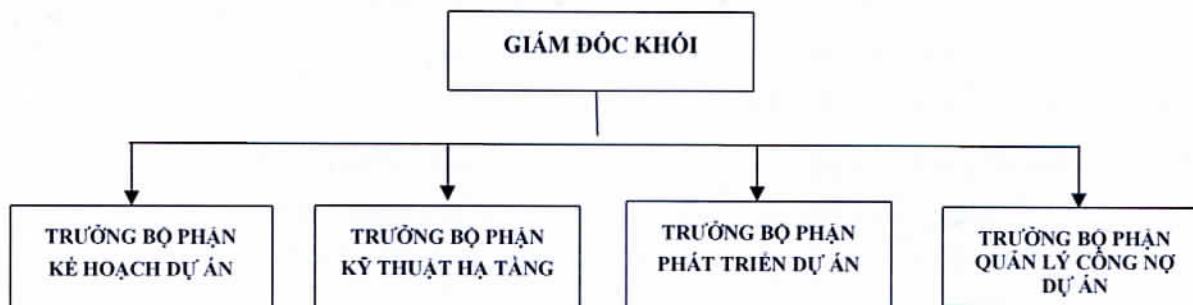 GIÁM ĐỐC KHỐI
TRƯỞNG BỘ PHẬN
KẾ HOẠCH DỰ ÁN
TRƯỞNG BỘ PHẬN
KỸ THUẬT HẠ TẦNG
TRƯỞNG BỘ PHẬN
PHÁT TRIỂN DỰ ÁN
TRƯỞNG BỘ PHẬN
QUẢN LÝ CÔNG NỢ
DỰ ÁN